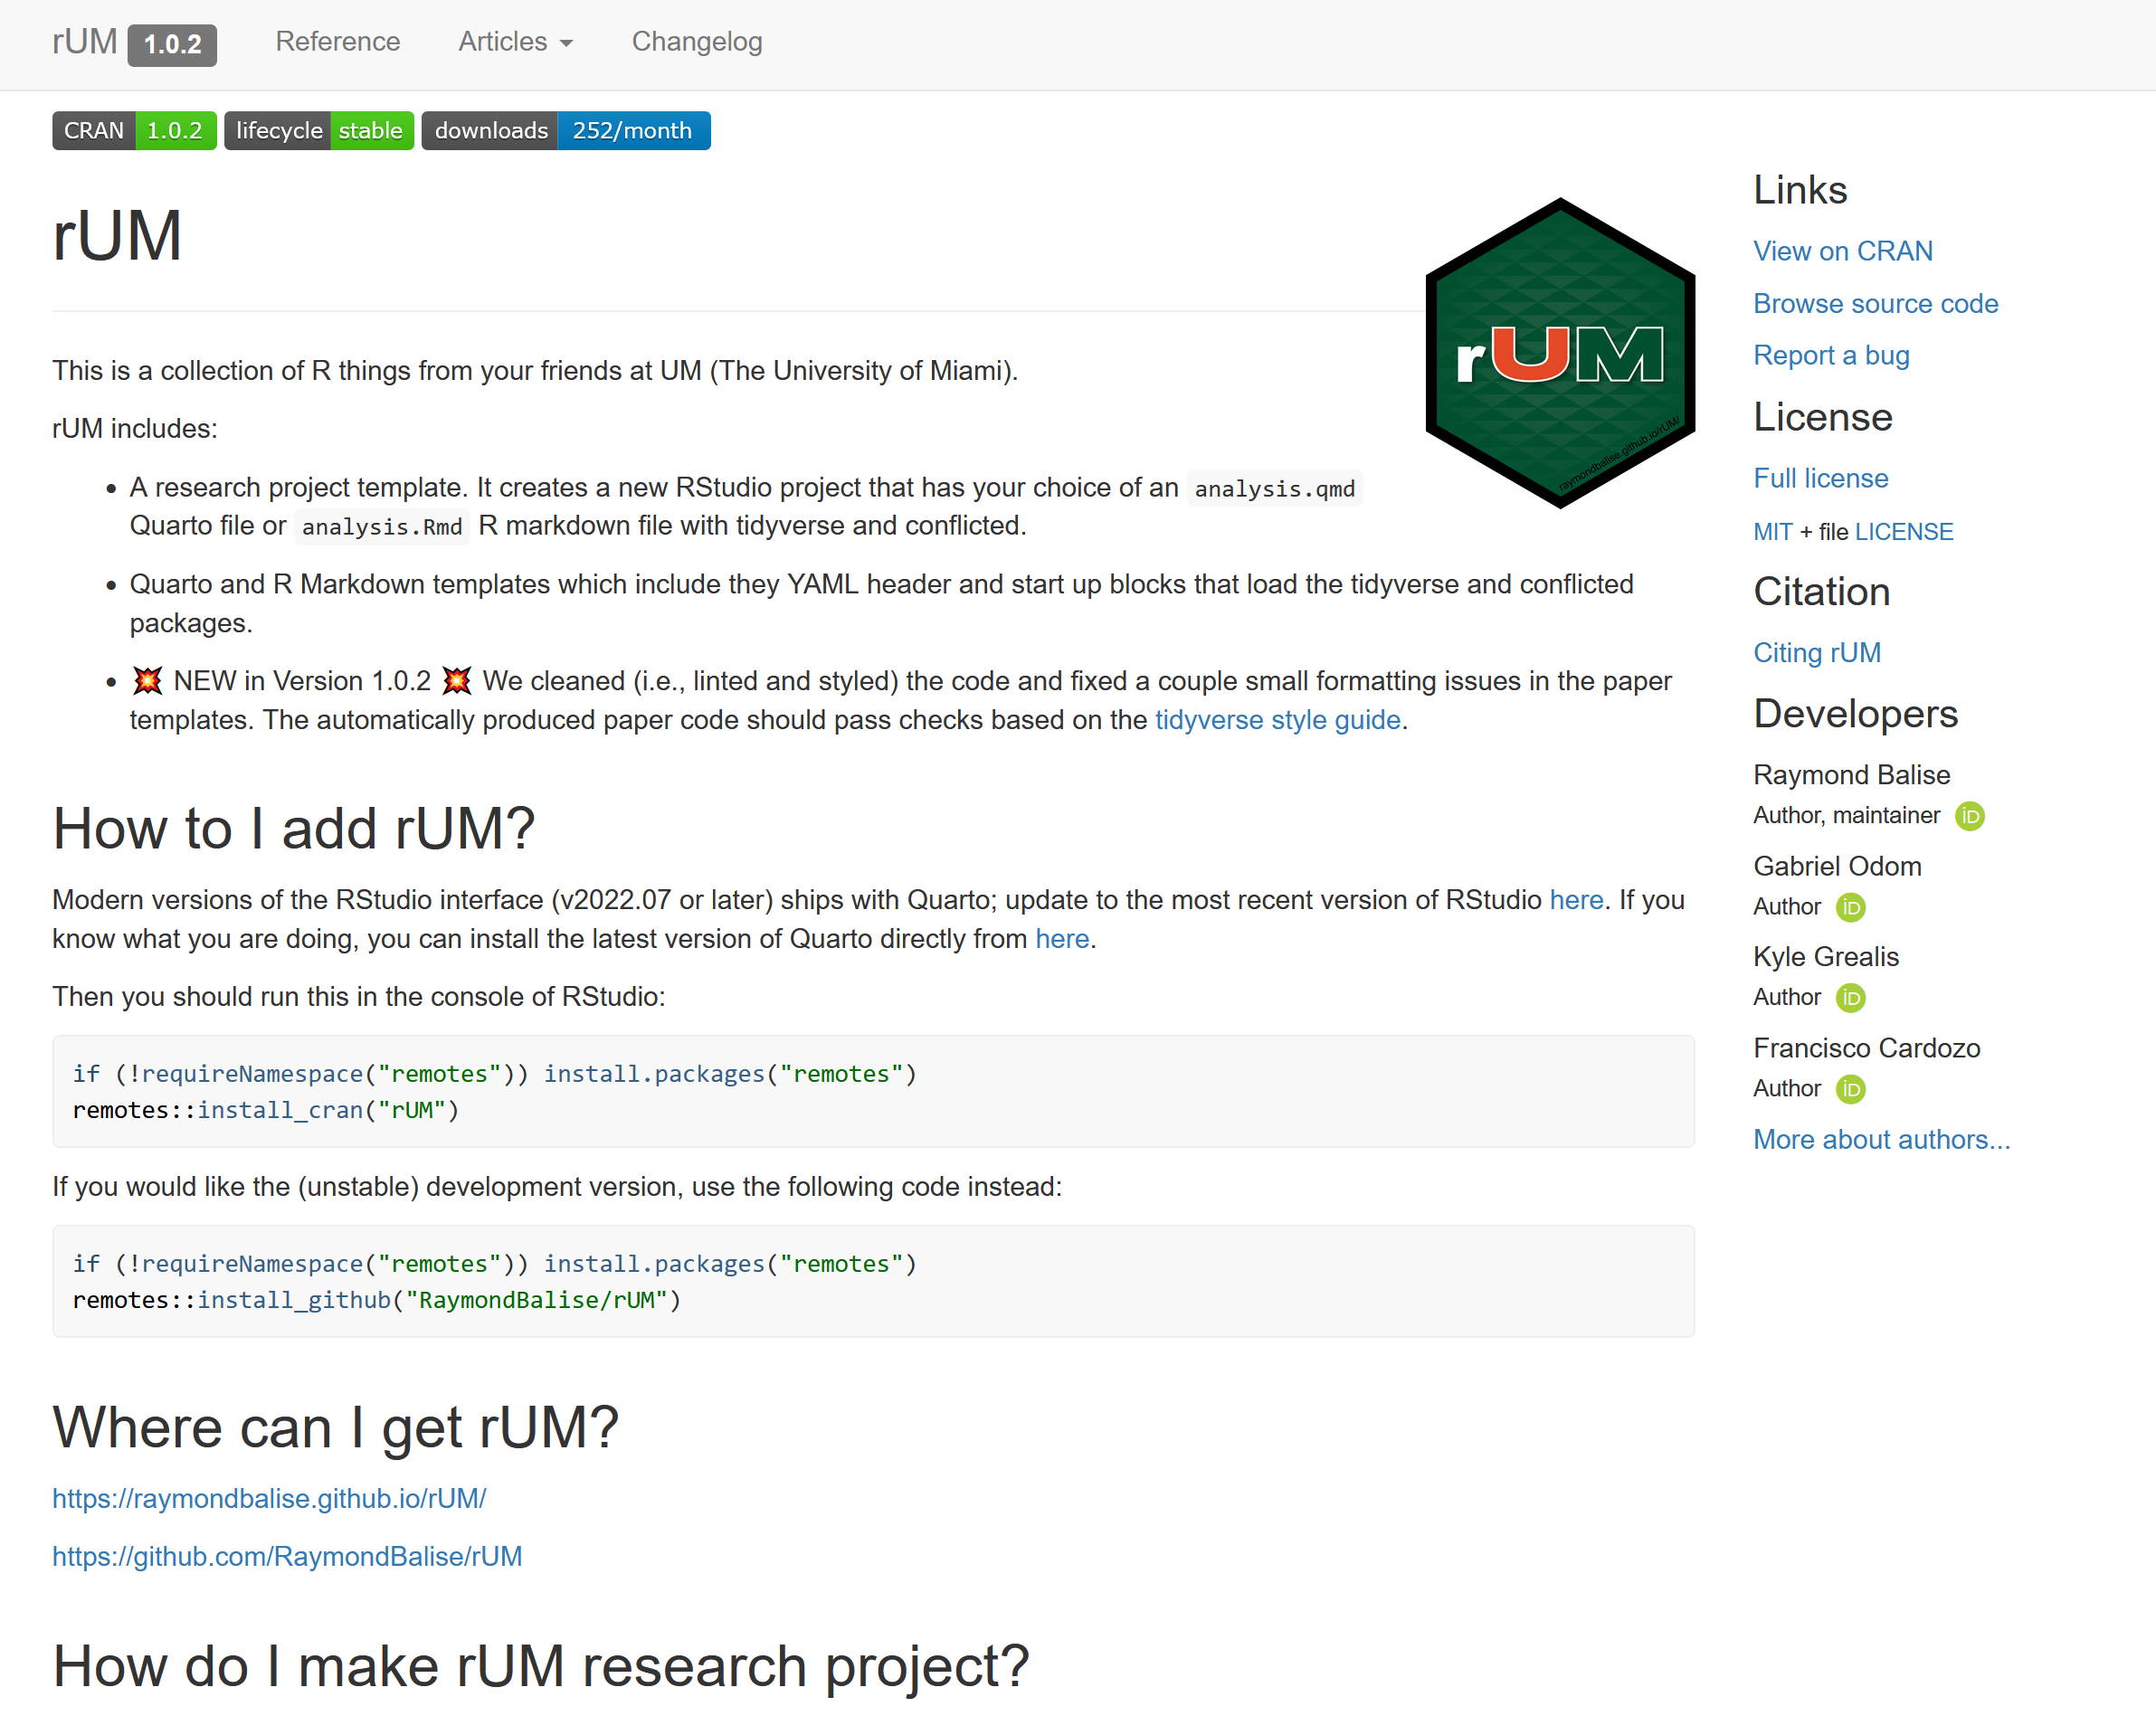 rUM 1.0.2 Reference Articles Changelog
CRAN 1.0.2 lifecycle stable downloads 252/month
rUM
rUM
raymondbalise.github.io/rUM/
This is a collection of R things from your friends at UM (The University of Miami).
rUM includes:
• A research project template. It creates a new RStudio project that has your choice of an analysis.qmd
Quarto file or analysis.Rmd R markdown file with tidyverse and conflicted.
• Quarto and R Markdown templates which include they YAML header and start up blocks that load the tidyverse and conflicted
packages.
• 💥 NEW in Version 1.0.2 💥 We cleaned (i.e., linted and styled) the code and fixed a couple small formatting issues in the paper
templates. The automatically produced paper code should pass checks based on the tidyverse style guide.
How to I add rUM?
Modern versions of the RStudio interface (v2022.07 or later) ships with Quarto; update to the most recent version of RStudio here. If you
know what you are doing, you can install the latest version of Quarto directly from here.
Then you should run this in the console of RStudio:
if (!requireNamespace("remotes")) install.packages("remotes")
remotes::install_cran("rUM")
If you would like the (unstable) development version, use the following code instead:
if (!requireNamespace("remotes")) install.packages("remotes")
remotes::install_github("RaymondBalise/rUM")
Where can I get rUM?
https://raymondbalise.github.io/rUM/
https://github.com/RaymondBalise/rUM
How do I make rUM research project?
Links
View on CRAN
Browse source code
Report a bug
License
Full license
MIT + file LICENSE
Citation
Citing rUM
Developers
Raymond Balise
Author, maintainer iD
Gabriel Odom
Author iD
Kyle Grealis
Author iD
Francisco Cardozo
Author iD
More about authors...